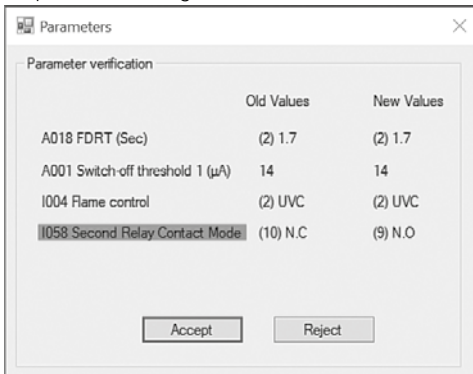 Parameters
Parameter verification
Old Values New Values
A018 FDRT (Sec) (2) 1.7 (2) 1.7
A001 Switch-off threshold 1 (µA) 14 14
I004 Flame control (2) UVC (2) UVC
I058 Second Relay Contact Mode (10) N.C (9) N.O
Accept Reject